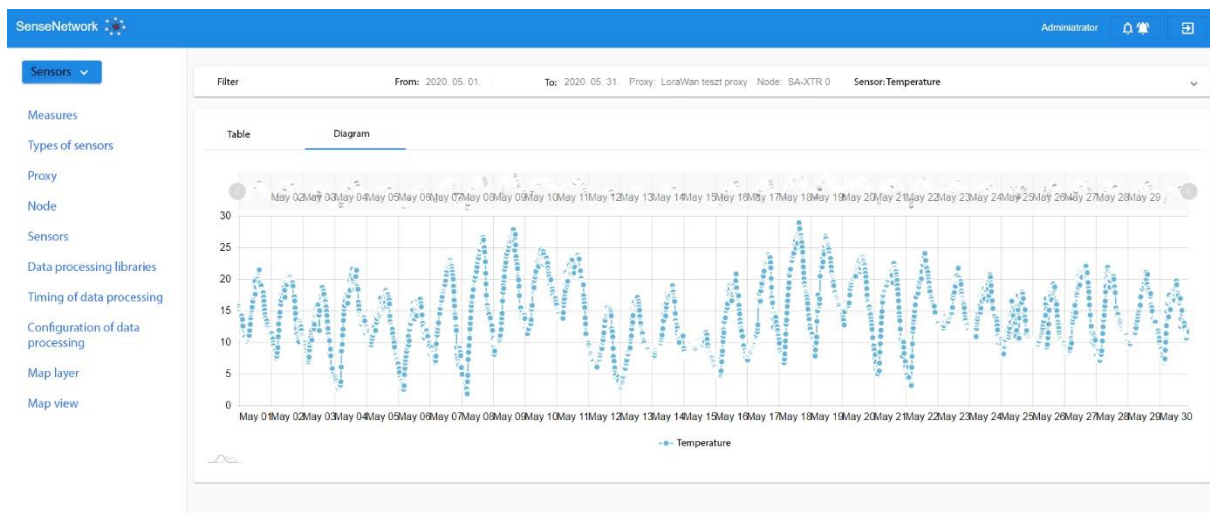 SenseNetwork
Adminiatrator
Sensors
Filter From: 2020. 05. 01. To: 2020. 05. 31. Proxy: LoraWan teszt proxy Node: SA-XTR 0 Sensor:Temperature
Measures
Types of sensors
Proxy
Node
Sensors
Data processing libraries
Timing of data processing
Configuration of data
processing
Map layer
Map view
Table Diagram
May 02 May 03 May 04 May 05 May 06 May 07 May 08 May 09 May 10 May 11 May 12 May 13 May 14 May 15 May 16 May 17 May 18 May 19 May 20 May 21 May 22 May 23 May 24 May 25 May 26 May 27 May 28 May 29
30
25
20
15
10
5
0
May 01 May 02 May 03 May 04 May 05 May 06 May 07 May 08 May 09 May 10 May 11 May 12 May 13 May 14 May 15 May 16 May 17 May 18 May 19 May 20 May 21 May 22 May 23 May 24 May 25 May 26 May 27 May 28 May 29 May 30
Temperature